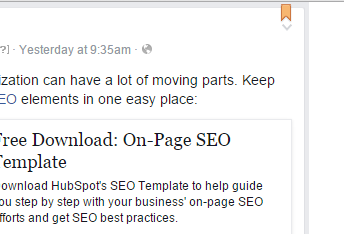 ?] · Yesterday at 9:35am ·
ization can have a lot of moving parts. Keep
EO elements in one easy place:
Free Download: On-Page SEO
Template
ownload HubSpot's SEO Template to help guide
ou step by step with your business' on-page SEO
fforts and get SEO best practices.